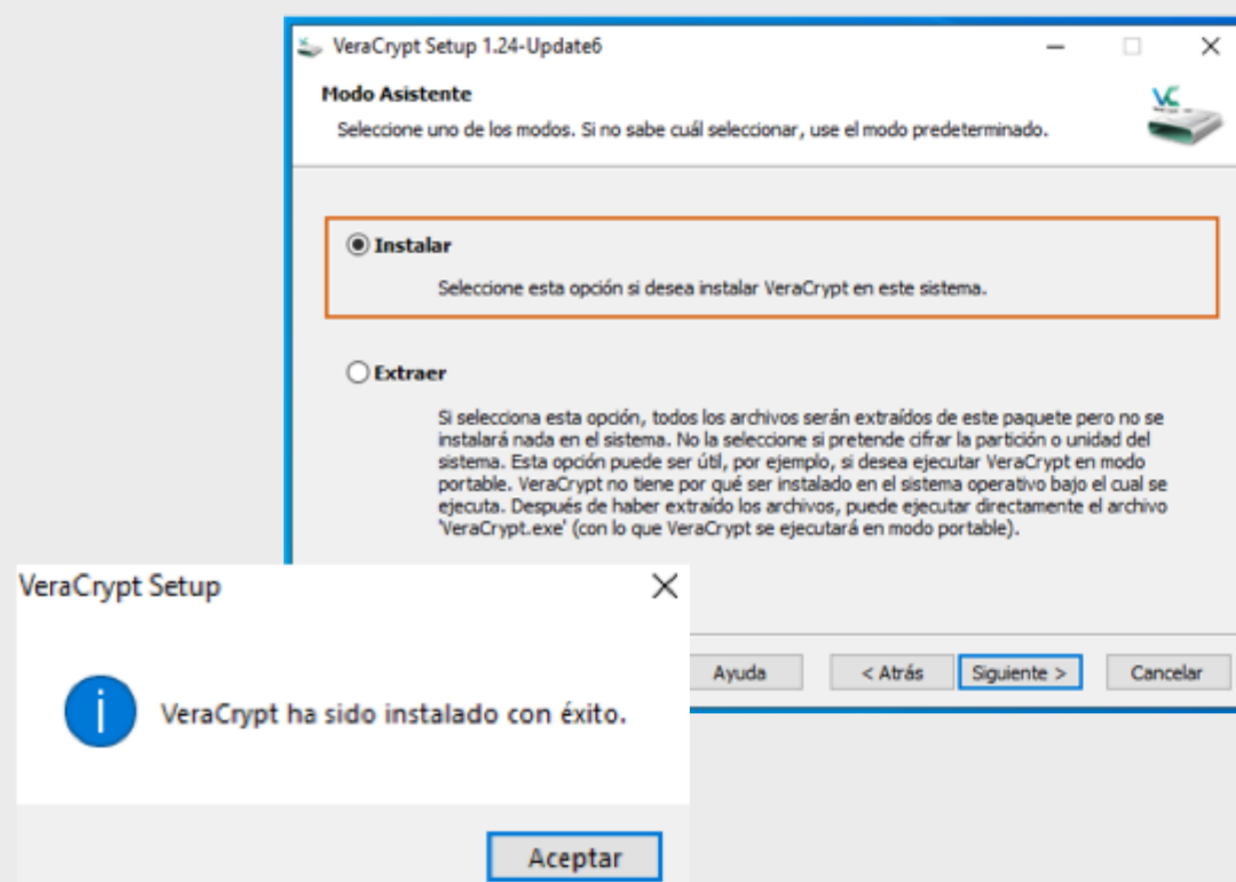 VeraCrypt Setup 1.24-Update6
Modo Asistente
Seleccione uno de los modos. Si no sabe cuál seleccionar, use el modo predeterminado.
VC
Instalar
Seleccione esta opción si desea instalar VeraCrypt en este sistema.
Extraer
Si selecciona esta opción, todos los archivos serán extraídos de este paquete pero no se
instalará nada en el sistema. No la seleccione si pretende cifrar la partición o unidad del
sistema. Esta opción puede ser útil, por ejemplo, si desea ejecutar VeraCrypt en modo
portable. VeraCrypt no tiene por qué ser instalado en el sistema operativo bajo el cual se
ejecuta. Después de haber extraído los archivos, puede ejecutar directamente el archivo
'VeraCrypt.exe' (con lo que VeraCrypt se ejecutará en modo portable).
Ayuda < Atrás Siguiente > Cancelar
VeraCrypt Setup
i
VeraCrypt ha sido instalado con éxito.
Aceptar